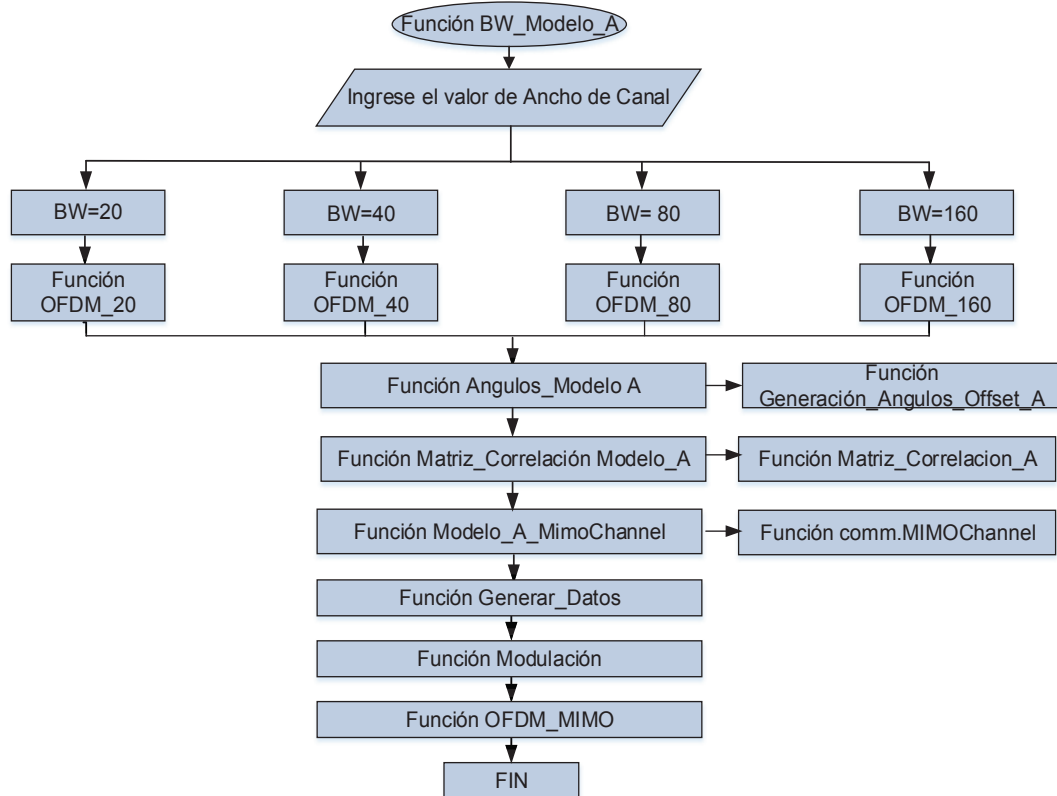 Función BW_Modelo_A
Ingrese el valor de Ancho de Canal
BW=20
BW=40
BW= 80
BW=160
Función
OFDM_20
Función
OFDM_40
Función
OFDM_80
Función
OFDM_160
Función Angulos_Modelo A
Función
Generación_Angulos_Offset_A
Función Matriz_Correlación Modelo_A
Función Matriz_Correlacion_A
Función Modelo_A_MimoChannel
Función comm.MIMOChannel
Función Generar_Datos
Función Modulación
Función OFDM_MIMO
FIN